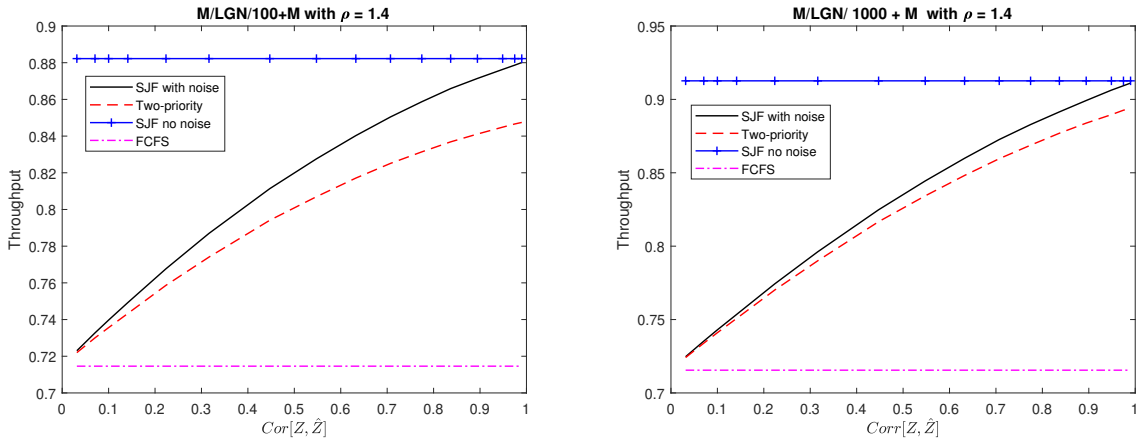 M/LGN/100+M with ρ = 1.4
Throughput
0.9
0.88
0.86
0.84
0.82
0.8
0.78
0.76
0.74
0.72
0.7
SJF with noise
Two-priority
SJF no noise
FCFS
0 0.1 0.2 0.3 0.4 0.5 0.6 0.7 0.8 0.9 1
Cor[Z, Ẑ]
M/LGN/ 1000 + M with ρ = 1.4
Throughput
0.95
0.9
0.85
0.8
0.75
0.7
SJF with noise
Two-priority
SJF no noise
FCFS
0 0.1 0.2 0.3 0.4 0.5 0.6 0.7 0.8 0.9 1
Corr[Z, Ẑ]